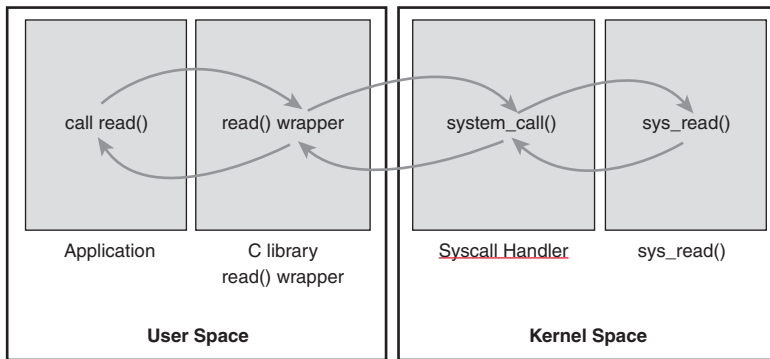 call read()
read() wrapper
system_call()
sys_read()
Application
C library
read() wrapper
Syscall Handler
sys_read()
User Space
Kernel Space